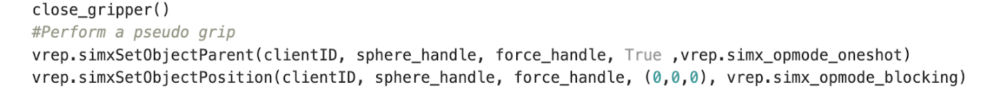 close_gripper()
#Perform a pseudo grip
vrep.simxSetObjectParent(clientID, sphere_handle, force_handle, True ,vrep.simx_opmode_oneshot)
vrep.simxSetObjectPosition(clientID, sphere_handle, force_handle, (0,0,0), vrep.simx_opmode_blocking)